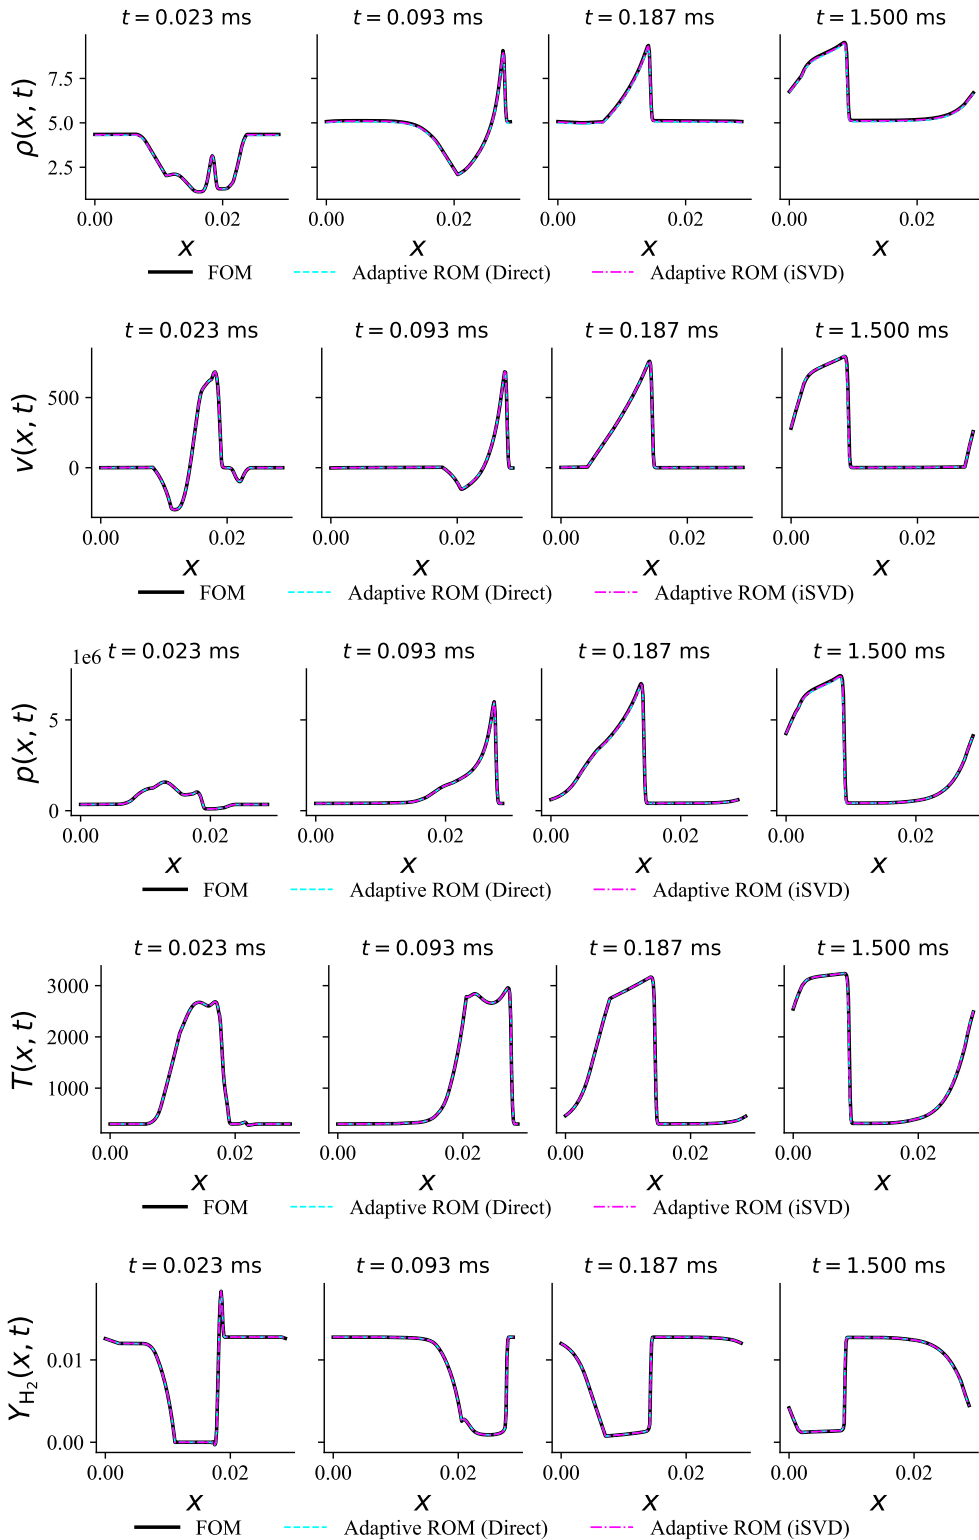 t = 0.023 ms t = 0.093 ms t = 0.187 ms t = 1.500 ms
ρ(x, t)
7.5
5.0
2.5
0.00 0.02 0.00 0.02 0.00 0.02 0.00 0.02
x x x x
FOM Adaptive ROM (Direct) Adaptive ROM (iSVD)
t = 0.023 ms t = 0.093 ms t = 0.187 ms t = 1.500 ms
v(x, t)
500
0
0.00 0.02 0.00 0.02 0.00 0.02 0.00 0.02
x x x x
FOM Adaptive ROM (Direct) Adaptive ROM (iSVD)
1e6 t = 0.023 ms t = 0.093 ms t = 0.187 ms t = 1.500 ms
p(x, t)
5
0
0.00 0.02 0.00 0.02 0.00 0.02 0.00 0.02
x x x x
FOM Adaptive ROM (Direct) Adaptive ROM (iSVD)
t = 0.023 ms t = 0.093 ms t = 0.187 ms t = 1.500 ms
T(x, t)
3000
2000
1000
0.00 0.02 0.00 0.02 0.00 0.02 0.00 0.02
x x x x
FOM Adaptive ROM (Direct) Adaptive ROM (iSVD)
t = 0.023 ms t = 0.093 ms t = 0.187 ms t = 1.500 ms
Y_H₂(x, t)
0.01
0.00
0.00 0.02 0.00 0.02 0.00 0.02 0.00 0.02
x x x x
FOM Adaptive ROM (Direct) Adaptive ROM (iSVD)